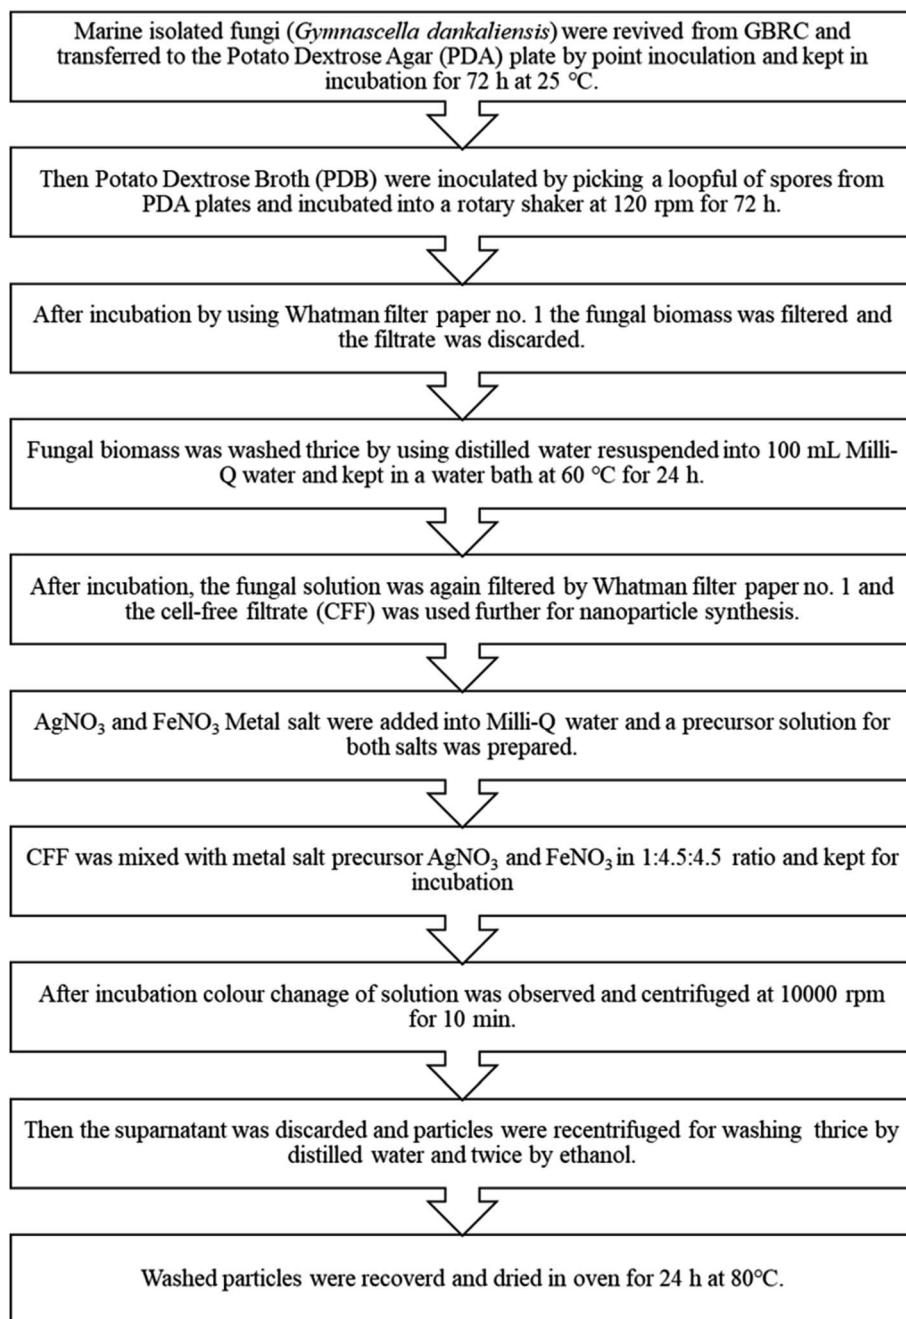 Marine isolated fungi (Gymnascella dankaliensis) were revived from GBRC and
transferred to the Potato Dextrose Agar (PDA) plate by point inoculation and kept in
incubation for 72 h at 25 °C.
Then Potato Dextrose Broth (PDB) were inoculated by picking a loopful of spores from
PDA plates and incubated into a rotary shaker at 120 rpm for 72 h.
After incubation by using Whatman filter paper no. 1 the fungal biomass was filtered and
the filtrate was discarded.
Fungal biomass was washed thrice by using distilled water resuspended into 100 mL Milli-
Q water and kept in a water bath at 60 °C for 24 h.
After incubation, the fungal solution was again filtered by Whatman filter paper no. 1 and
the cell-free filtrate (CFF) was used further for nanoparticle synthesis.
AgNO₃ and FeNO₃ Metal salt were added into Milli-Q water and a precursor solution for
both salts was prepared.
CFF was mixed with metal salt precursor AgNO₃ and FeNO₃ in 1:4.5:4.5 ratio and kept for
incubation
After incubation colour chanage of solution was observed and centrifuged at 10000 rpm
for 10 min.
Then the suparnatant was discarded and particles were recentrifuged for washing thrice by
distilled water and twice by ethanol.
Washed particles were recoverd and dried in oven for 24 h at 80°C.